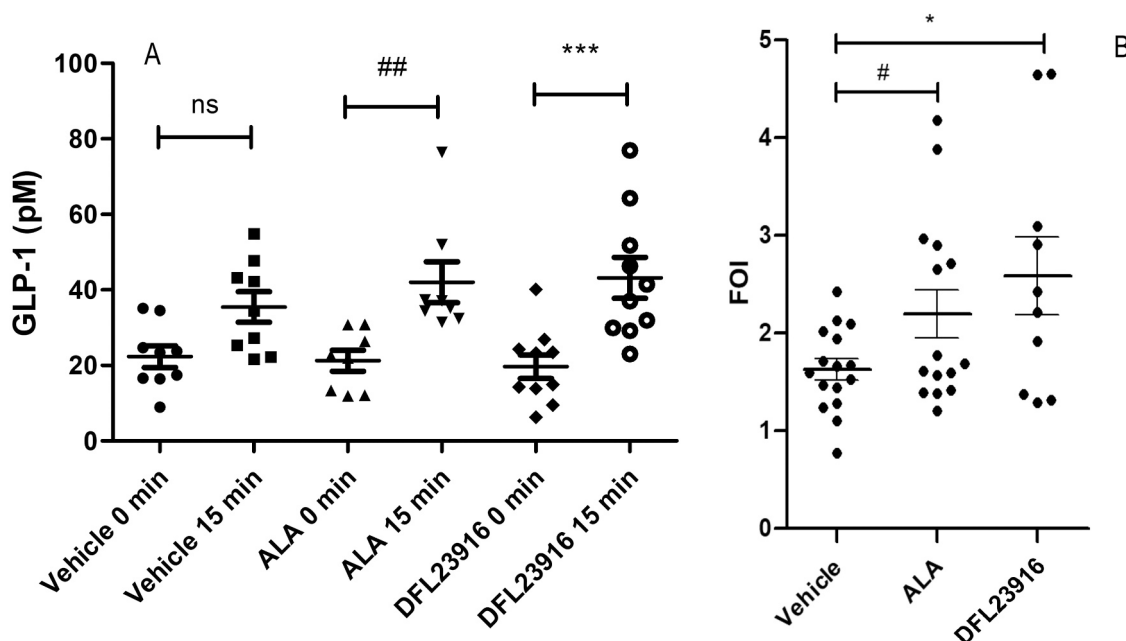 A
GLP-1 (pM)
100
80
60
40
20
0
ns
##
***
Vehicle 0 min
Vehicle 15 min
ALA 0 min
ALA 15 min
DFL23916 0 min
DFL23916 15 min
B
FOI
5
4
3
2
1
0
*
#
Vehicle
ALA
DFL23916